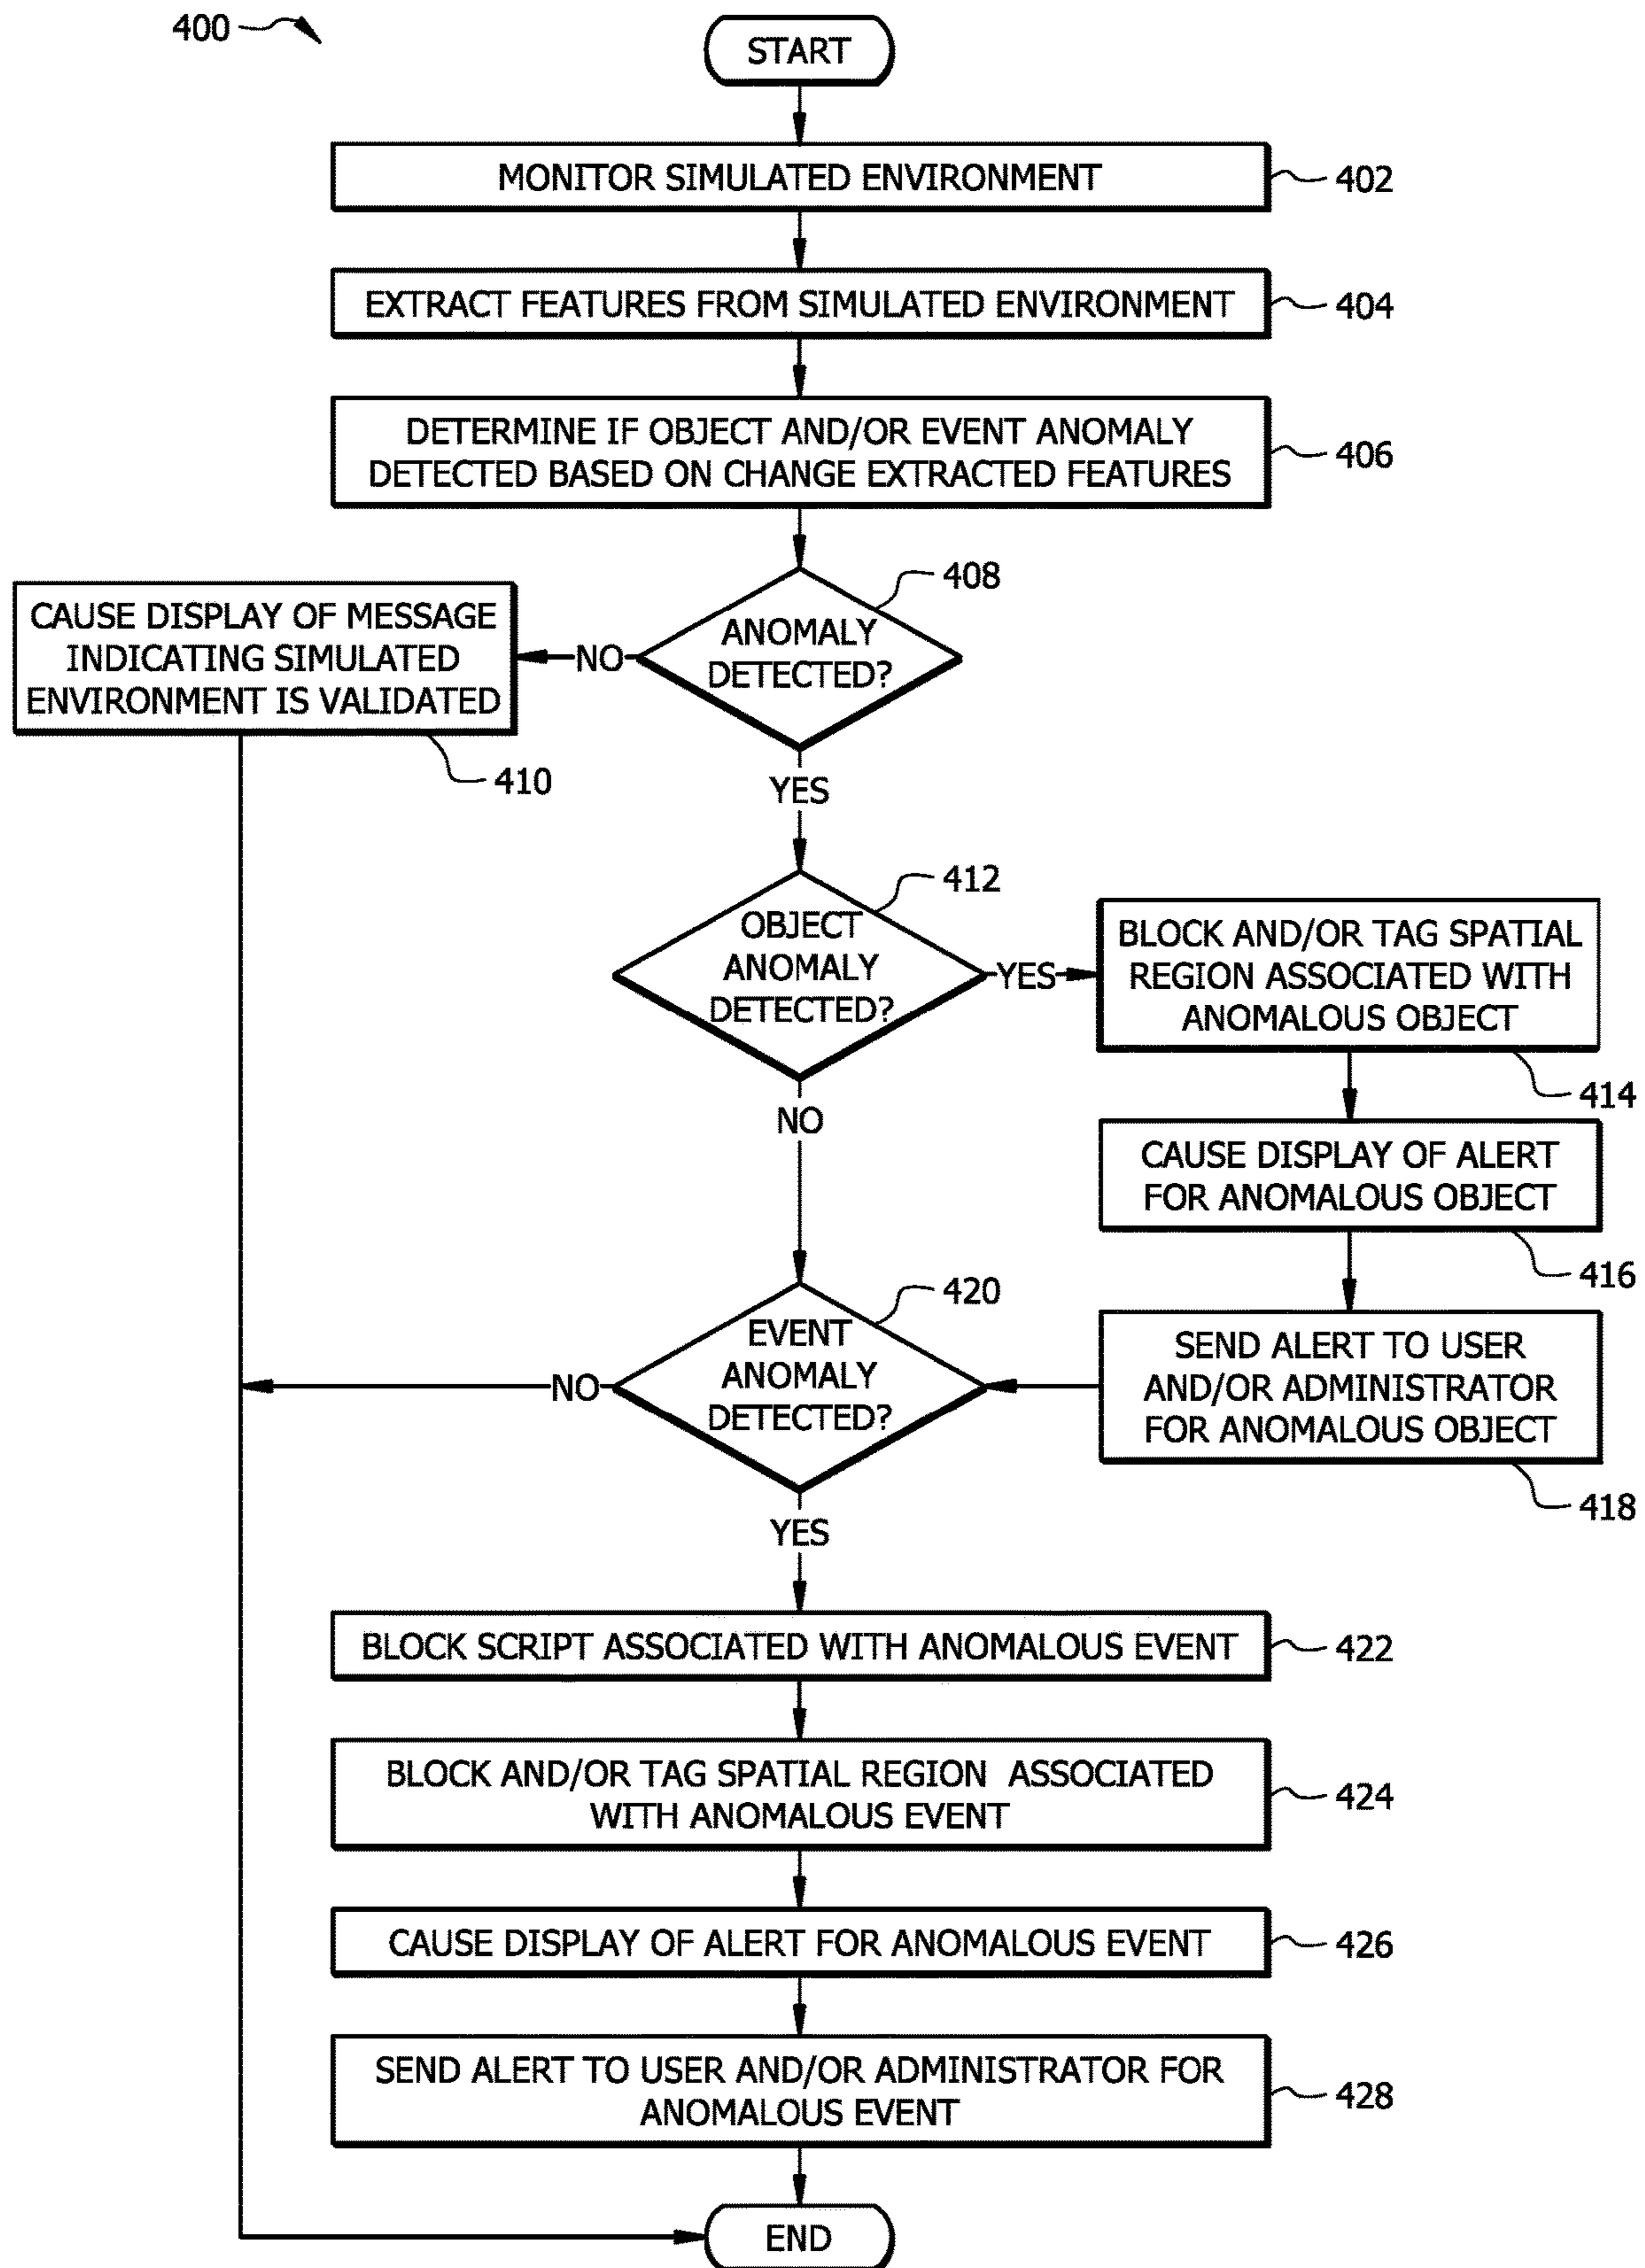 400
START
MONITOR SIMULATED ENVIRONMENT
402
EXTRACT FEATURES FROM SIMULATED ENVIRONMENT
404
DETERMINE IF OBJECT AND/OR EVENT ANOMALY
DETECTED BASED ON CHANGE EXTRACTED FEATURES
406
408
ANOMALY
DETECTED?
NO
CAUSE DISPLAY OF MESSAGE
INDICATING SIMULATED
ENVIRONMENT IS VALIDATED
410
YES
412
OBJECT
ANOMALY
DETECTED?
YES
BLOCK AND/OR TAG SPATIAL
REGION ASSOCIATED WITH
ANOMALOUS OBJECT
414
NO
CAUSE DISPLAY OF ALERT
FOR ANOMALOUS OBJECT
416
SEND ALERT TO USER
AND/OR ADMINISTRATOR
FOR ANOMALOUS OBJECT
418
420
EVENT
ANOMALY
DETECTED?
NO
YES
BLOCK SCRIPT ASSOCIATED WITH ANOMALOUS EVENT
422
BLOCK AND/OR TAG SPATIAL REGION ASSOCIATED
WITH ANOMALOUS EVENT
424
CAUSE DISPLAY OF ALERT FOR ANOMALOUS EVENT
426
SEND ALERT TO USER AND/OR ADMINISTRATOR FOR
ANOMALOUS EVENT
428
END